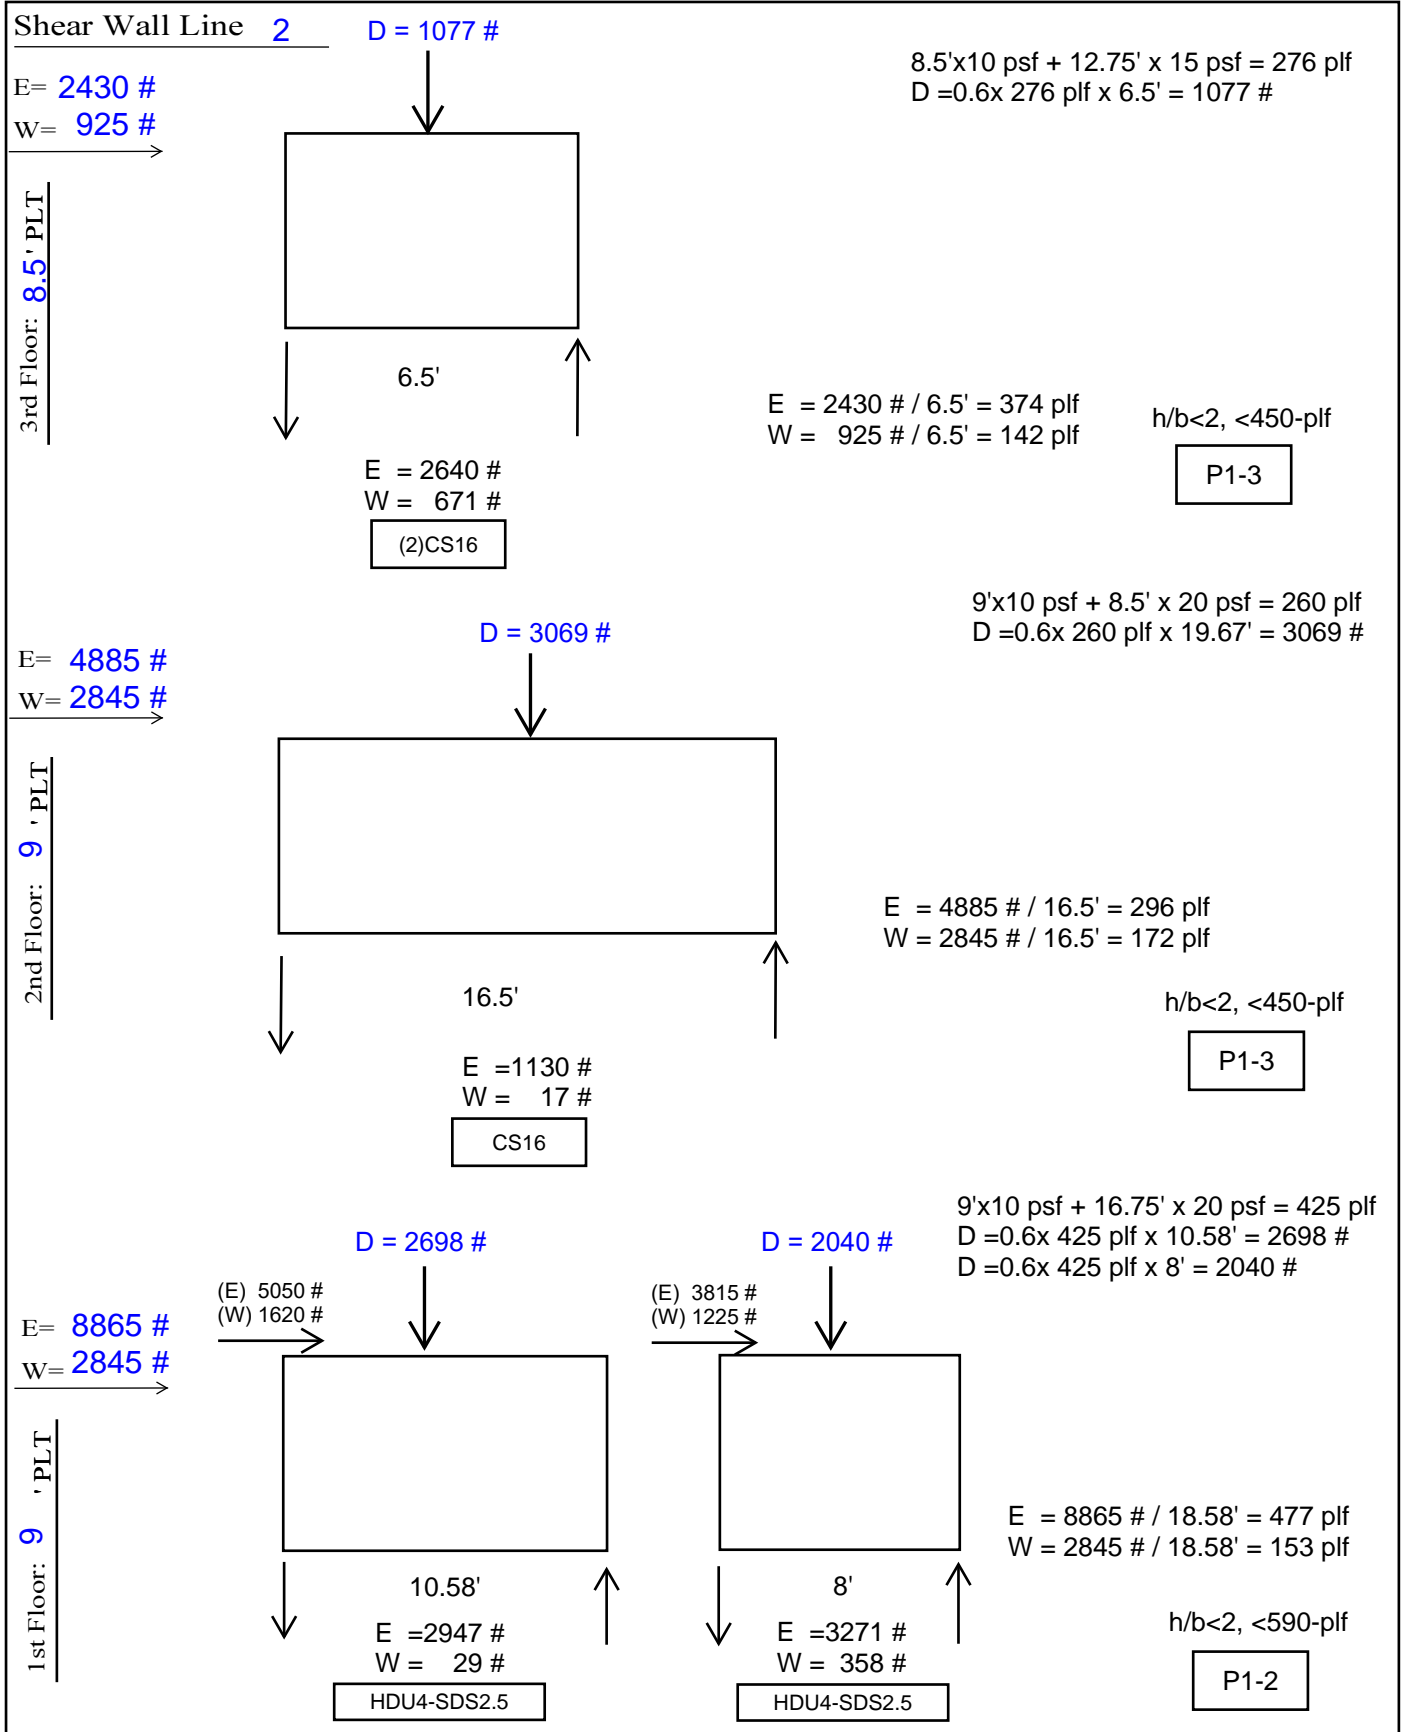 Shear Wall Line 2
D = 1077 #
8.5'x10 psf + 12.75' x 15 psf = 276 plf
D =0.6x 276 plf x 6.5' = 1077 #
E= 2430 #
W= 925 #
3rd Floor: 8.5' PLT
6.5'
E = 2430 # / 6.5' = 374 plf
W = 925 # / 6.5' = 142 plf
h/b<2, <450-plf
P1-3
E = 2640 #
W = 671 #
(2)CS16
9'x10 psf + 8.5' x 20 psf = 260 plf
D =0.6x 260 plf x 19.67' = 3069 #
D = 3069 #
E= 4885 #
W= 2845 #
2nd Floor: 9 ' PLT
E = 4885 # / 16.5' = 296 plf
W = 2845 # / 16.5' = 172 plf
16.5'
h/b<2, <450-plf
P1-3
E =1130 #
W = 17 #
CS16
9'x10 psf + 16.75' x 20 psf = 425 plf
D =0.6x 425 plf x 10.58' = 2698 #
D =0.6x 425 plf x 8' = 2040 #
D = 2698 #
D = 2040 #
(E) 5050 #
(W) 1620 #
(E) 3815 #
(W) 1225 #
E= 8865 #
W= 2845 #
1st Floor: 9 ' PLT
E = 8865 # / 18.58' = 477 plf
W = 2845 # / 18.58' = 153 plf
10.58'
8'
h/b<2, <590-plf
P1-2
E =2947 #
W = 29 #
HDU4-SDS2.5
E =3271 #
W = 358 #
HDU4-SDS2.5